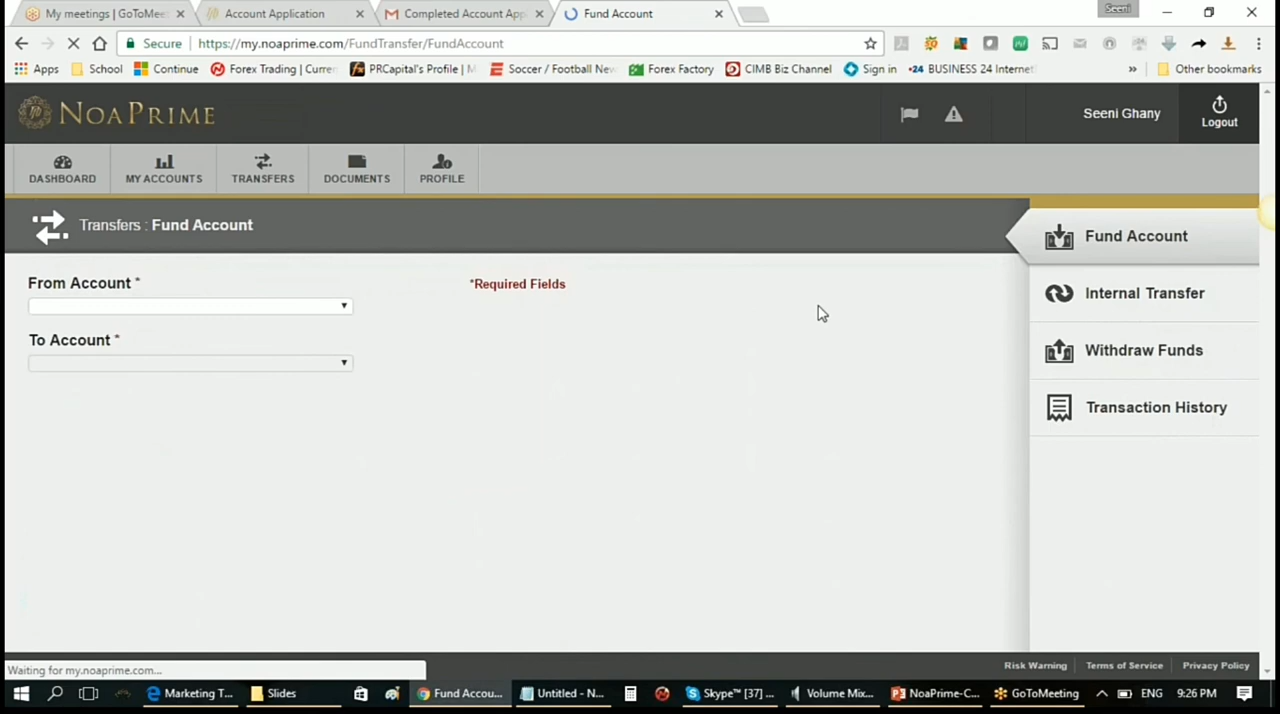 Seeni
My meetings | GoToMee
Account Application
Completed Account App
Fund Account
Secure
https://my.noaprime.com/FundTransfer/FundAccount
Apps
School
Continue
Forex Trading | Curre
PRCapital's Profile |
Soccer / Football New
Forex Factory
CIMB Biz Channel
Sign in
BUSINESS 24 Internet
»
Other bookmarks
NOAPRIME
Seeni Ghany
Logout
DASHBOARD
MY ACCOUNTS
TRANSFERS
DOCUMENTS
PROFILE
Transfers : Fund Account
Fund Account
From Account *
*Required Fields
Internal Transfer
To Account *
Withdraw Funds
Transaction History
Risk Warning
Terms of Service
Privacy Policy
Waiting for my.noaprime.com...
Marketing T...
Slides
Fund Accou...
Untitled - N...
Skype™ [37] ...
Volume Mix...
NoaPrime-C...
GoToMeeting
ENG
9:26 PM